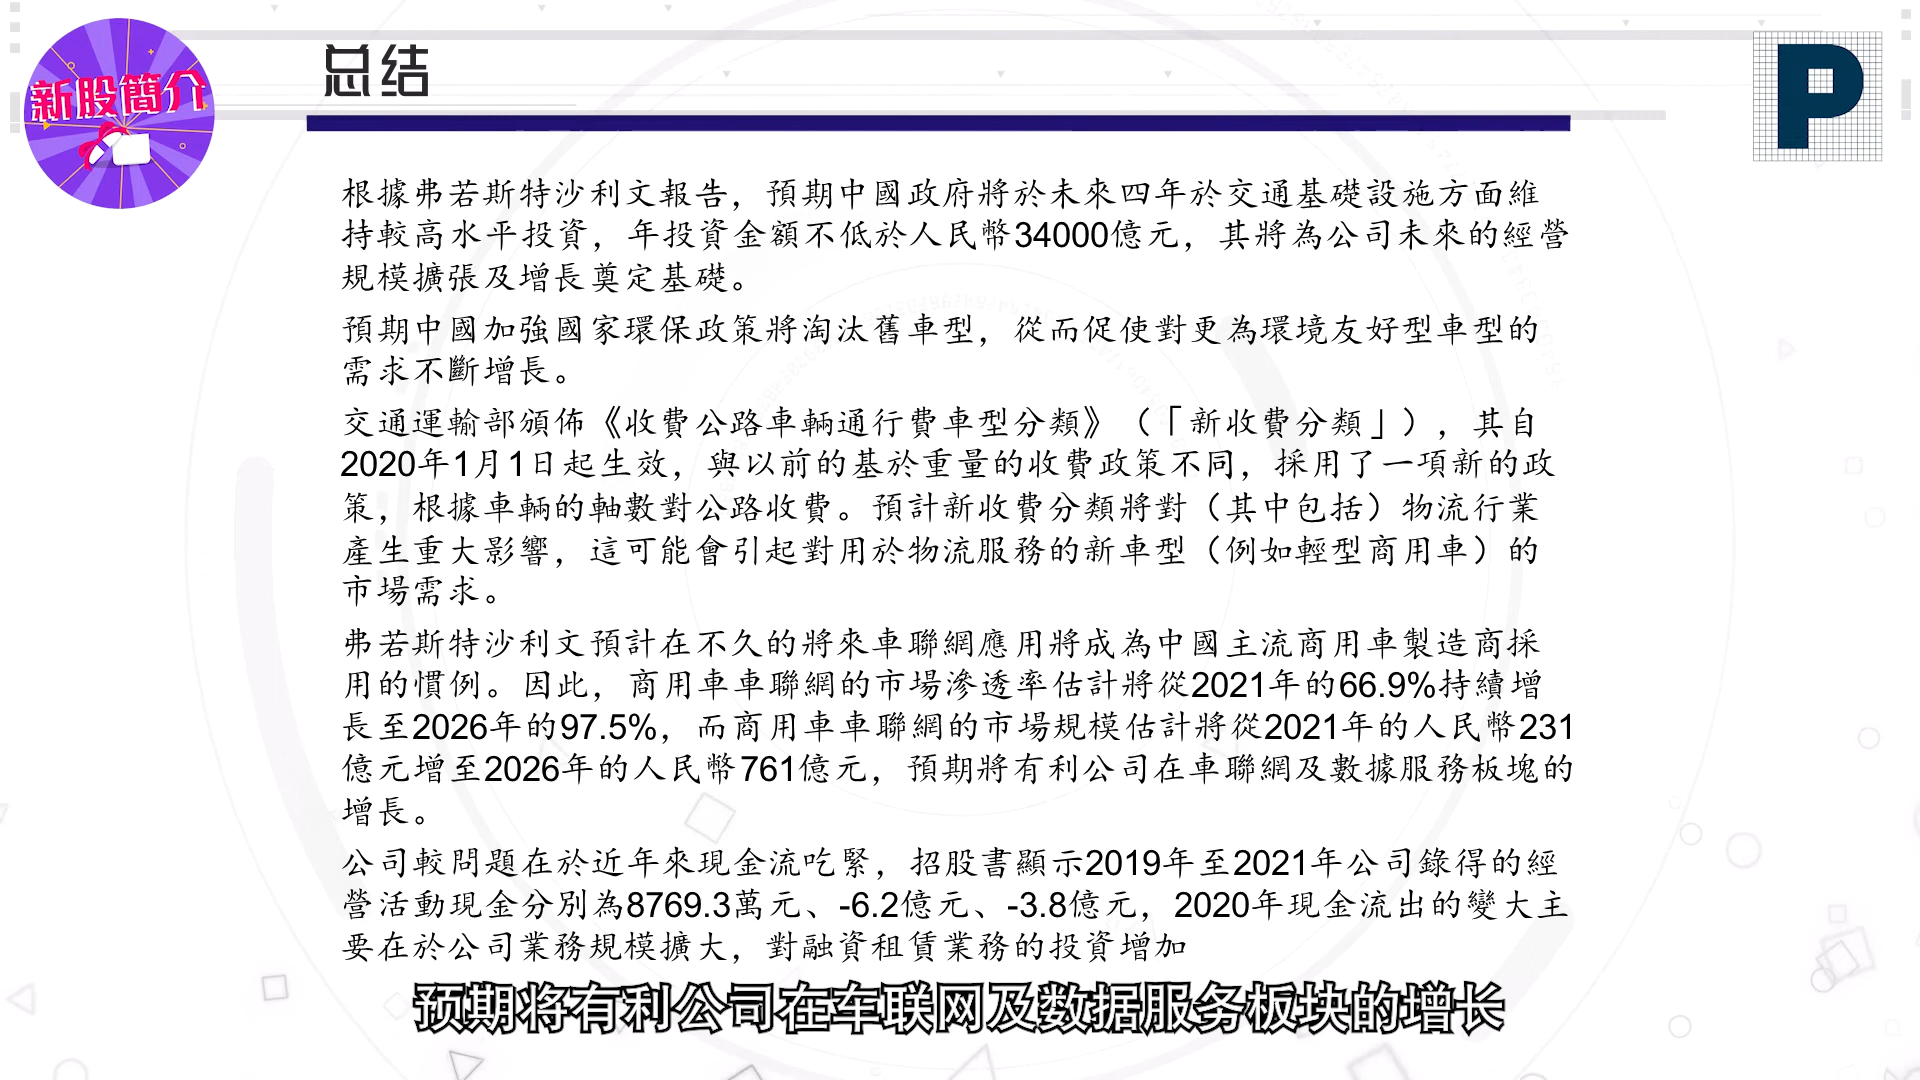 新股簡介
总结
P
根據弗若斯特沙利文報告，預期中國政府將於未來四年於交通基礎設施方面維
持較高水平投資，年投資金額不低於人民幣34000億元，其將為公司未來的經營
規模擴張及增長奠定基礎。
預期中國加強國家環保政策將淘汰舊車型，從而促使對更為環境友好型車型的
需求不斷增長。
交通運輸部頒佈《收費公路車輛通行費車型分類》（「新收費分類」），其自
2020年1月1日起生效，與以前的基於重量的收費政策不同，採用了一項新的政
策，根據車輛的軸數對公路收費。預計新收費分類將對（其中包括）物流行業
產生重大影響，這可能會引起對用於物流服務的新車型（例如輕型商用車）的
市場需求。
弗若斯特沙利文預計在不久的將來車聯網應用將成為中國主流商用車製造商採
用的慣例。因此，商用車車聯網的市場滲透率估計將從2021年的66.9%持續增
長至2026年的97.5%，而商用車車聯網的市場規模估計將從2021年的人民幣231
億元增至2026年的人民幣761億元，預期將有利公司在車聯網及數據服務板塊的
增長。
公司較問題在於近年來現金流吃緊，招股書顯示2019年至2021年公司錄得的經
營活動現金分別為8769.3萬元、-6.2億元、-3.8億元，2020年現金流出的變大主
要在於公司業務規模擴大，對融資租賃業務的投資增加
预期将有利公司在车联网及数据服务板块的增长